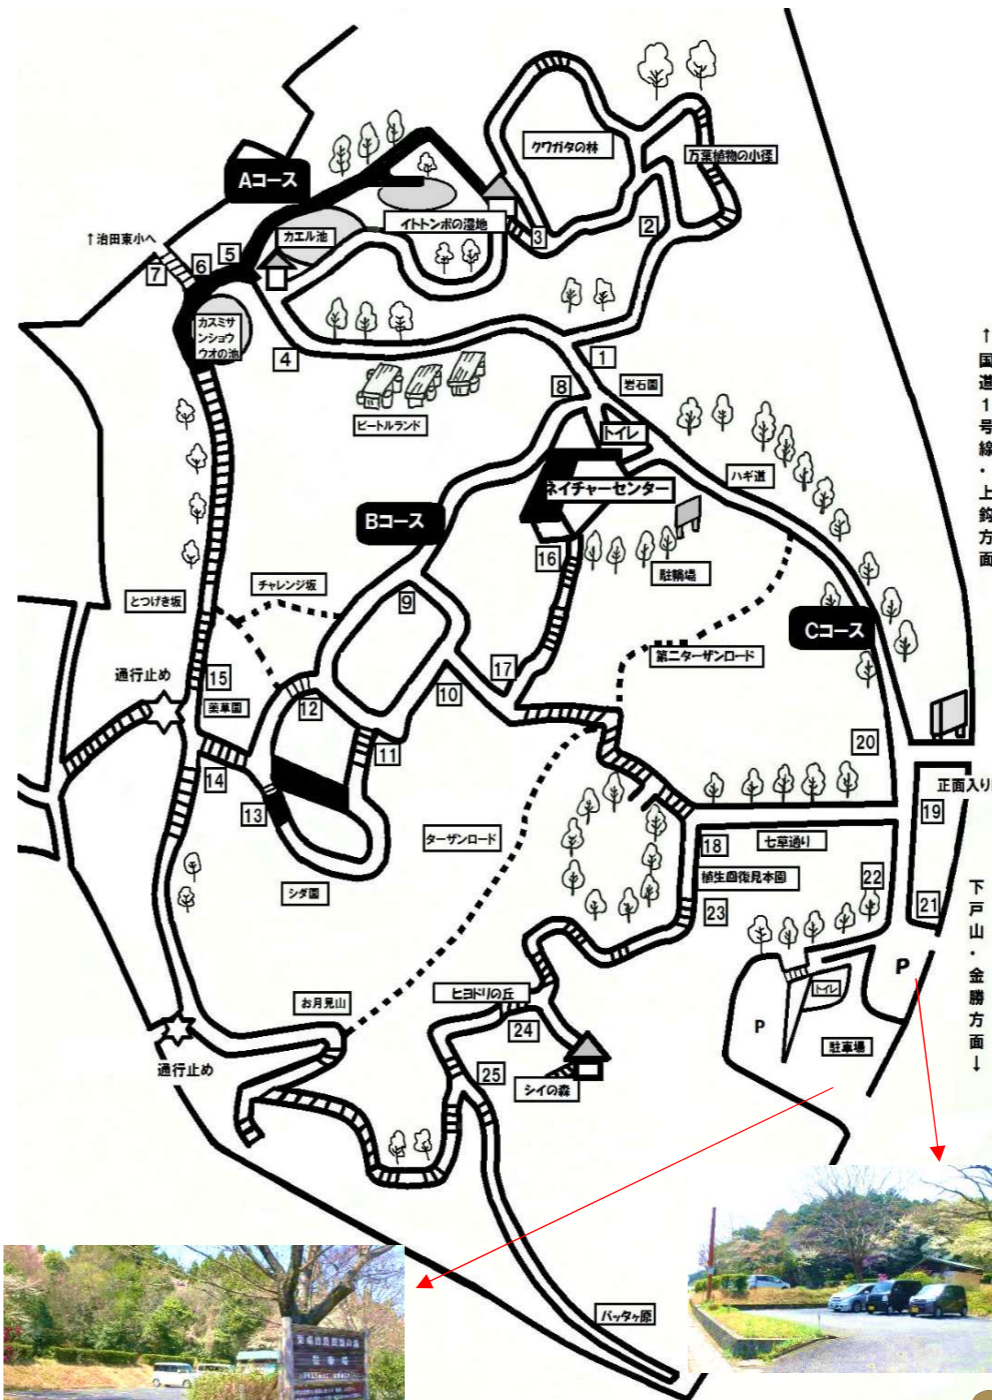 クワガタの林
万葉植物の小径
Aコース
イトトンボの湿地
カエル池
↑治田東小へ
2
3
5
6
7
カスミサ
ンショウ
ウオの池
4
1
8
岩石園
ビートルランド
トイレ
ネイチャーセンター
ハギ道
↑国道1号線・上鈎方面
Bコース
16
駐輪場
チャレンジ坂
とつげき坂
9
Cコース
第二ターザンロード
通行止め
15
薬草園
12
10
17
11
14
13
20
正面入り
19
ターザンロード
18
七草通り
シダ園
植生回復見本園
22
23
21
下戸山・金勝方面↓
P
ヒヨドリの丘
お月見山
24
トイレ
P
駐車場
通行止め
25
シイの森
バッタヶ原
駐車場